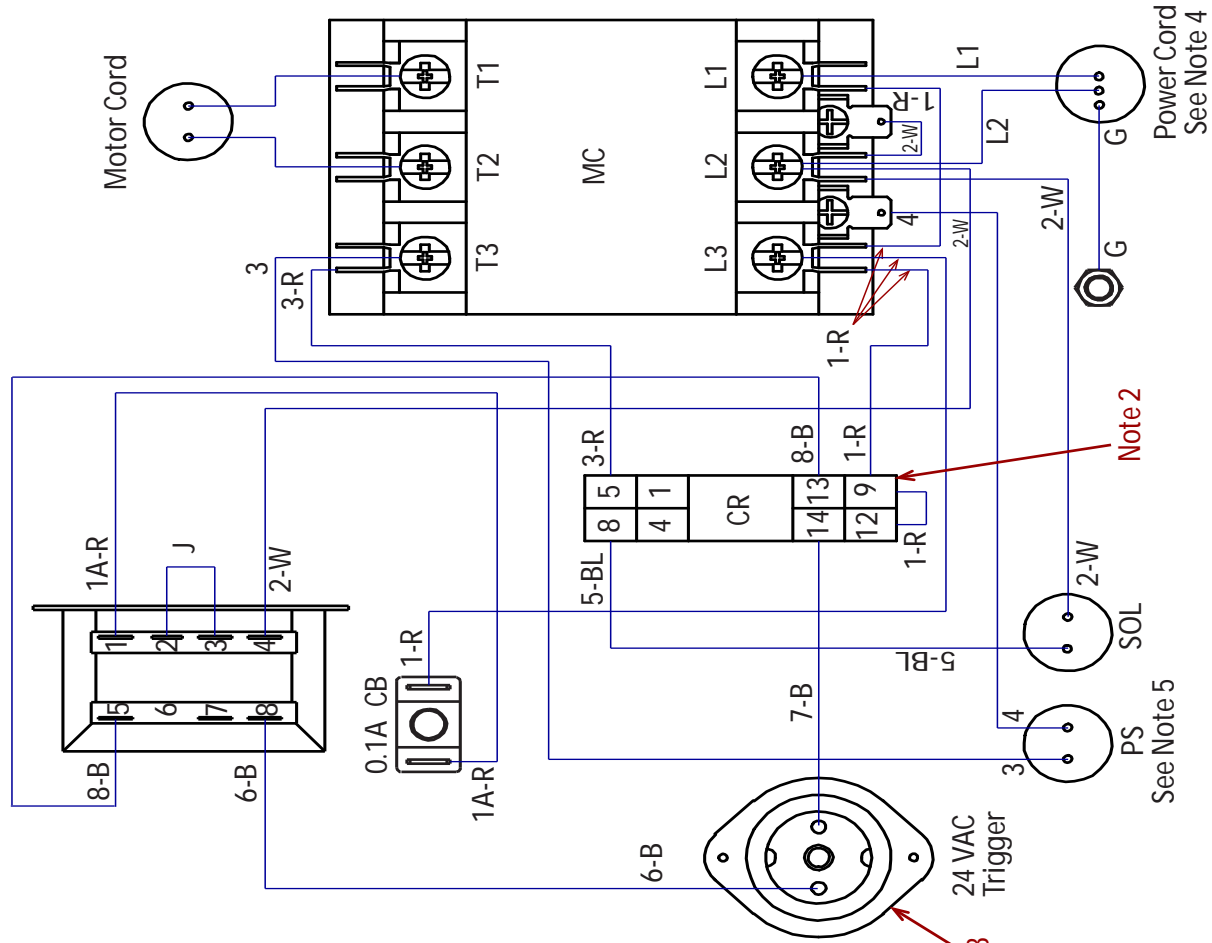 Motor Cord
T1
T2
T3
MC
L1
L2
L3
1-R
2-W
4
2-W
L1
L2
Power Cord
See Note 4
G
G
2-W
3
3-R
1-R
1A-R
J
2-W
1
2
3
4
5
6
7
8
8-B
6-B
0.1A CB
1-R
1A-R
3-R
8-B
1-R
5
1
13
9
8
4
CR
14
12
1-R
5-BL
7-B
Note 2
5-BL
2-W
SOL
3
4
PS
See Note 5
6-B
24 VAC
Trigger